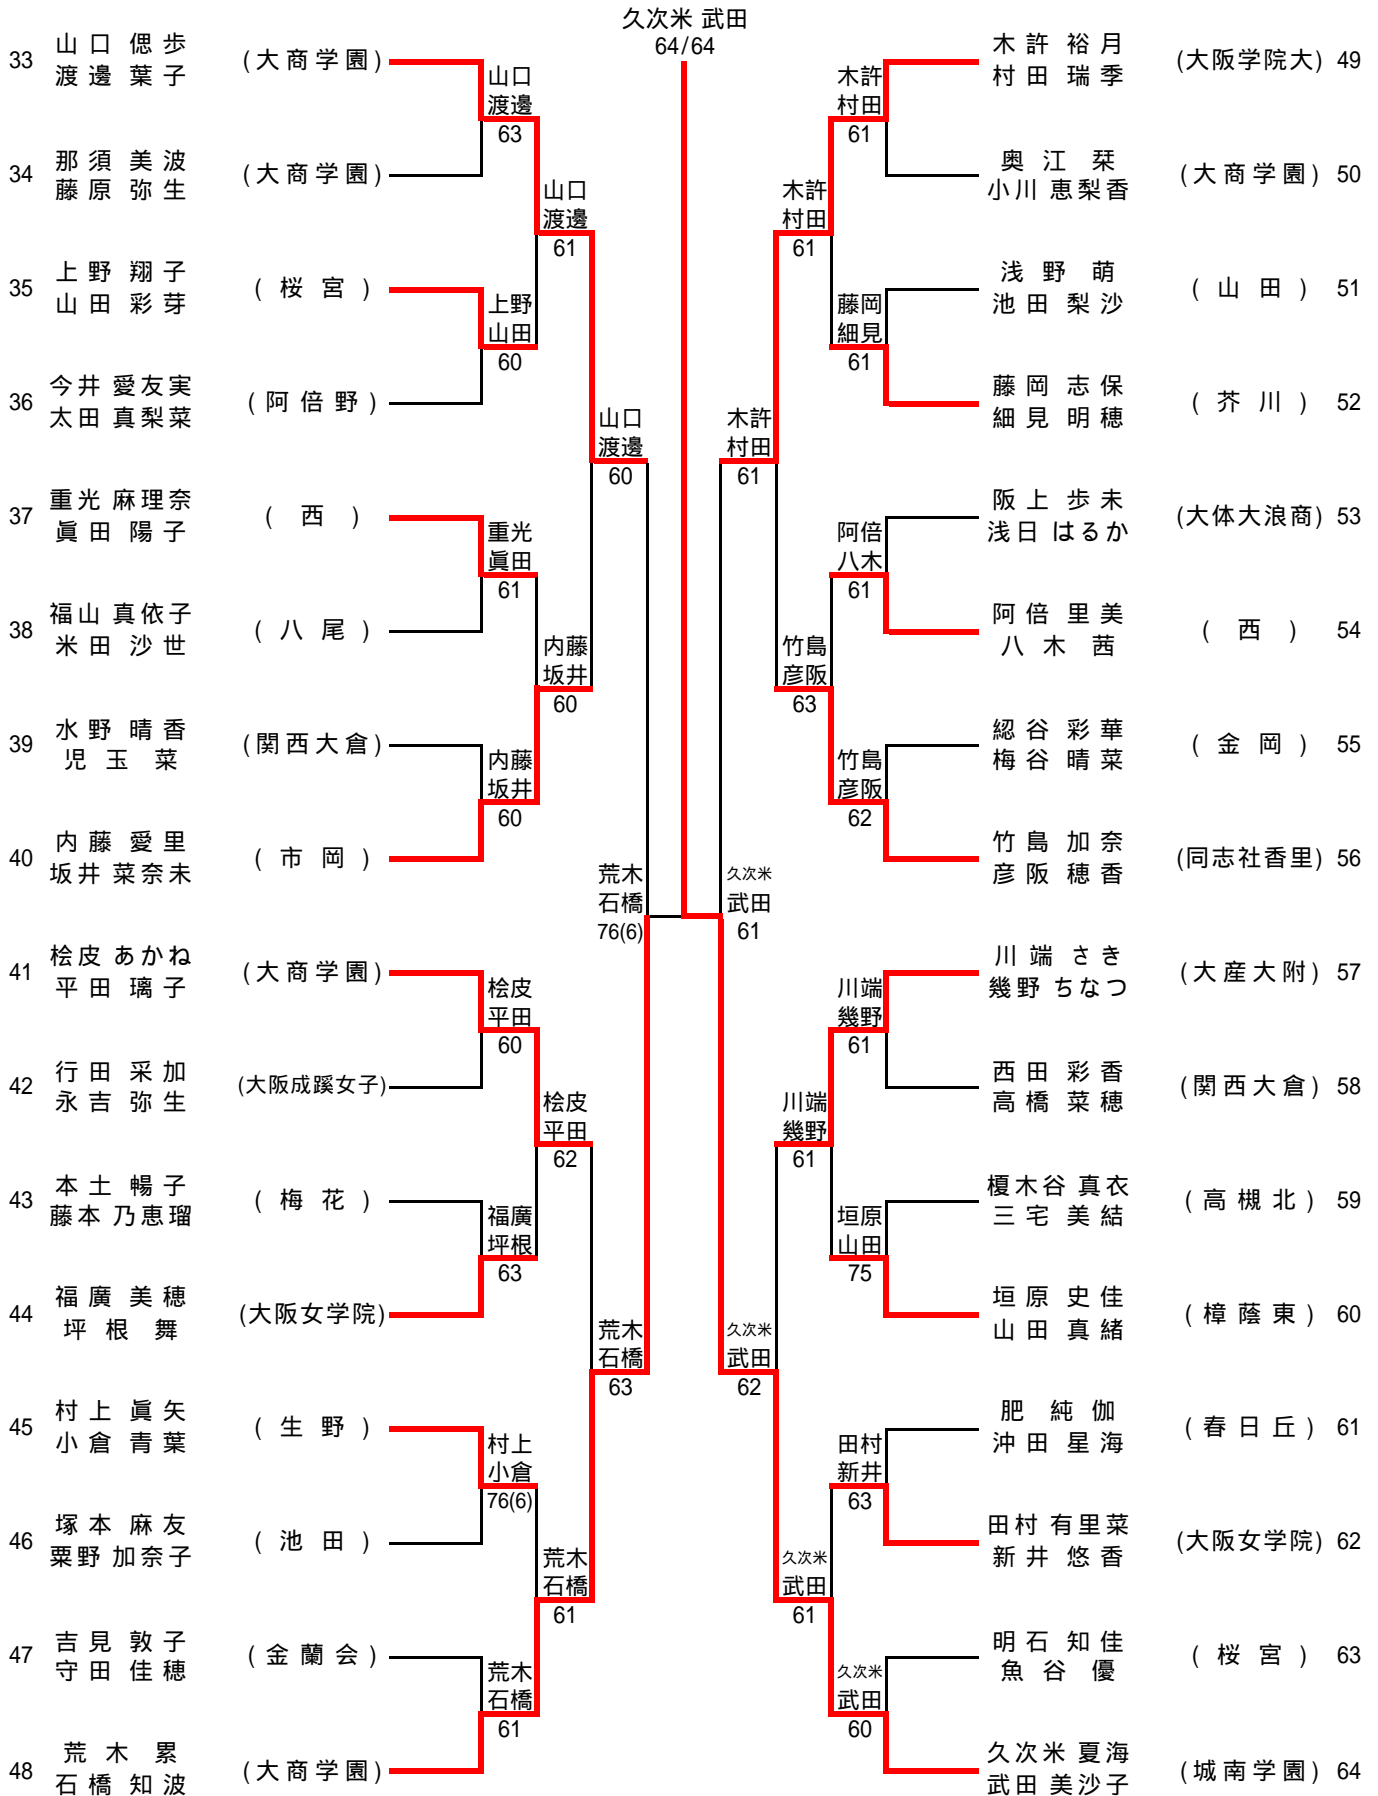 久次米 武田
64/64
33 山口 偲歩 (大商学園)
渡邊 葉子
34 那須 美波 (大商学園)
藤原 弥生
35 上野 翔子 (桜宮)
山田 彩芽
36 今井 愛友実 (阿倍野)
太田 真梨菜
37 重光 麻理奈 (西)
眞田 陽子
38 福山 真依子 (八尾)
米田 沙世
39 水野 晴香 (関西大倉)
児玉 菜
40 内藤 愛里 (市岡)
坂井 菜奈未
41 桧皮 あかね (大商学園)
平田 璃子
42 行田 采加 (大阪成蹊女子)
永吉 弥生
43 本土 暢子 (梅花)
藤本 乃恵瑠
44 福廣 美穂 (大阪女学院)
坪根 舞
45 村上 眞矢 (生野)
小倉 青葉
46 塚本 麻友 (池田)
粟野 加奈子
47 吉見 敦子 (金蘭会)
守田 佳穂
48 荒木 累 (大商学園)
石橋 知波
山口
渡邊
63
上野
山田
60
重光
眞田
61
内藤
坂井
60
桧皮
平田
60
福廣
坪根
63
村上
小倉
76(6)
荒木
石橋
61
山口
渡邊
61
内藤
坂井
60
桧皮
平田
62
荒木
石橋
61
山口
渡邊
60
荒木
石橋
63
荒木
石橋
76(6)
久次米
武田
61
木許
村田
61
久次米
武田
62
木許
村田
61
竹島
彦阪
63
川端
幾野
61
久次米
武田
61
木許
村田
61
藤岡
細見
61
阿倍
八木
61
竹島
彦阪
62
川端
幾野
61
垣原
山田
75
田村
新井
63
久次米
武田
60
木許 裕月 (大阪学院大) 49
村田 瑞季
奥江 栞 (大商学園) 50
小川 恵梨香
浅野 萌 (山田) 51
池田 梨沙
藤岡 志保 (芥川) 52
細見 明穂
阪上 歩未 (大体大浪商) 53
浅日 はるか
阿倍 里美 (西) 54
八木 茜
綛谷 彩華 (金岡) 55
梅谷 晴菜
竹島 加奈 (同志社香里) 56
彦阪 穂香
川端 さき (大産大附) 57
幾野 ちなつ
西田 彩香 (関西大倉) 58
高橋 菜穂
榎木谷 真衣 (高槻北) 59
三宅 美結
垣原 史佳 (樟蔭東) 60
山田 真緒
肥 純伽 (春日丘) 61
沖田 星海
田村 有里菜 (大阪女学院) 62
新井 悠香
明石 知佳 (桜宮) 63
魚谷 優
久次米 夏海 (城南学園) 64
武田 美沙子